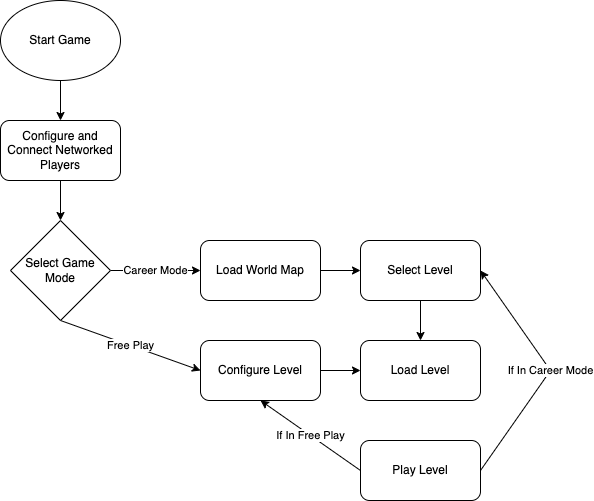 Start Game
Configure and
Connect Networked
Players
Select Game
Mode
Career Mode
Load World Map
Select Level
Free Play
Configure Level
Load Level
If In Career Mode
If In Free Play
Play Level